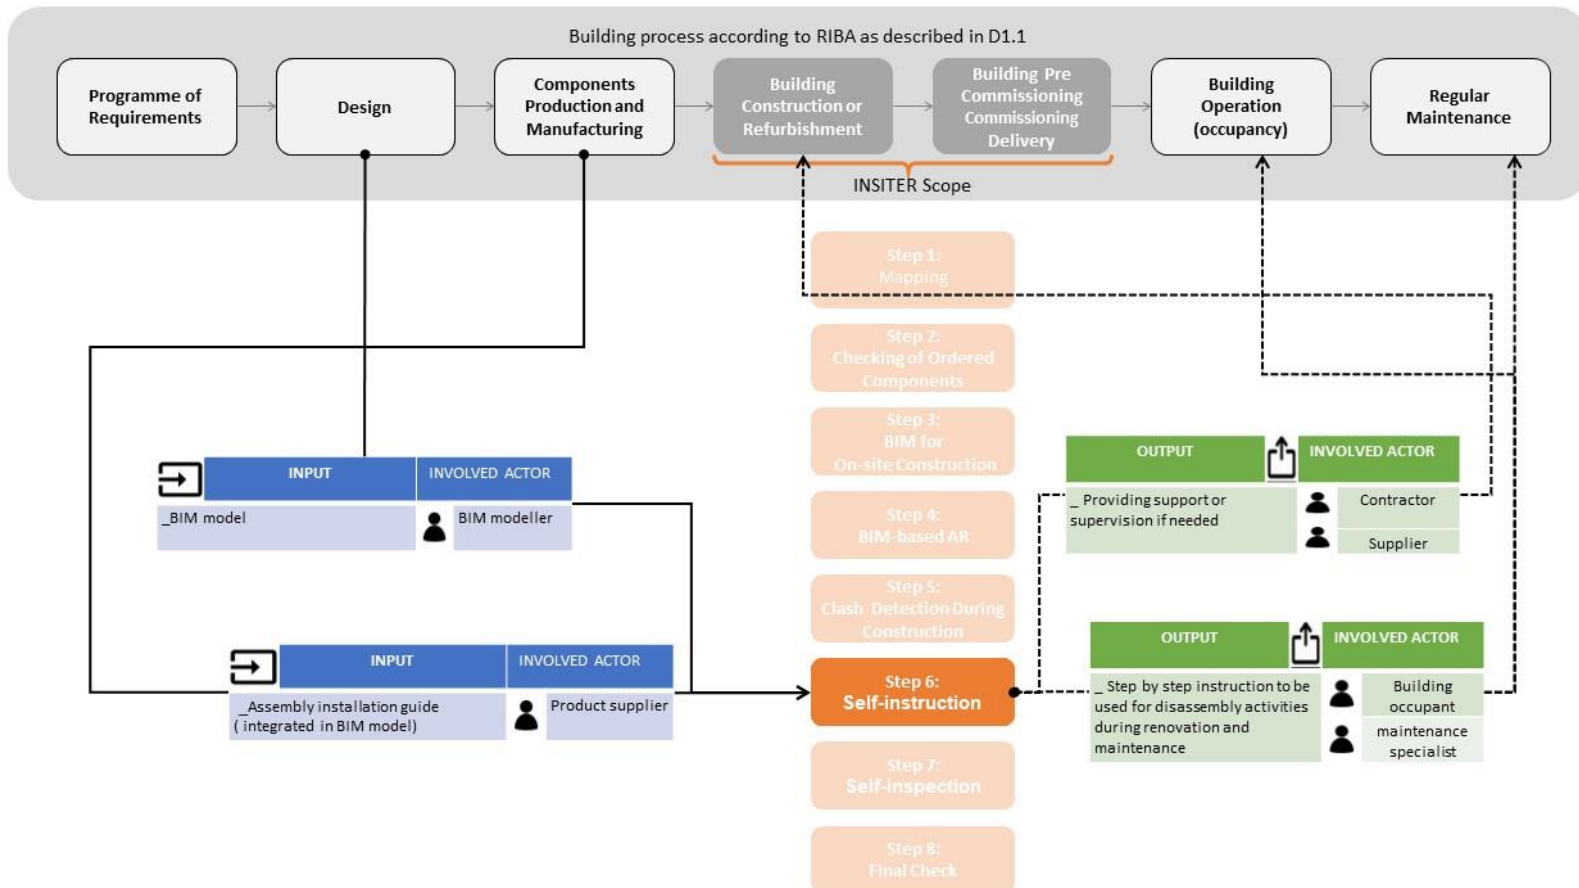 Building process according to RIBA as described in D1.1
Programme of
Requirements
Design
Components
Production and
Manufacturing
Building
Construction or
Refurbishment
Building Pre
Commissioning
Commissioning
Delivery
Building
Operation
(occupancy)
Regular
Maintenance
INSITER Scope
Step 1:
Mapping
Step 2:
Checking of Ordered
Components
Step 3:
BIM for
On-site Construction
Step 4:
BIM-based AR
Step 5:
Clash Detection During
Construction
Step 6:
Self-instruction
Step 7:
Self-inspection
Step 8:
Final Check
INPUT
INVOLVED ACTOR
_BIM model
BIM modeller
INPUT
INVOLVED ACTOR
_Assembly installation guide
( integrated in BIM model)
Product supplier
OUTPUT
INVOLVED ACTOR
_ Providing support or
supervision if needed
Contractor
Supplier
OUTPUT
INVOLVED ACTOR
_ Step by step instruction to be
used for disassembly activities
during renovation and
maintenance
Building
occupant
maintenance
specialist